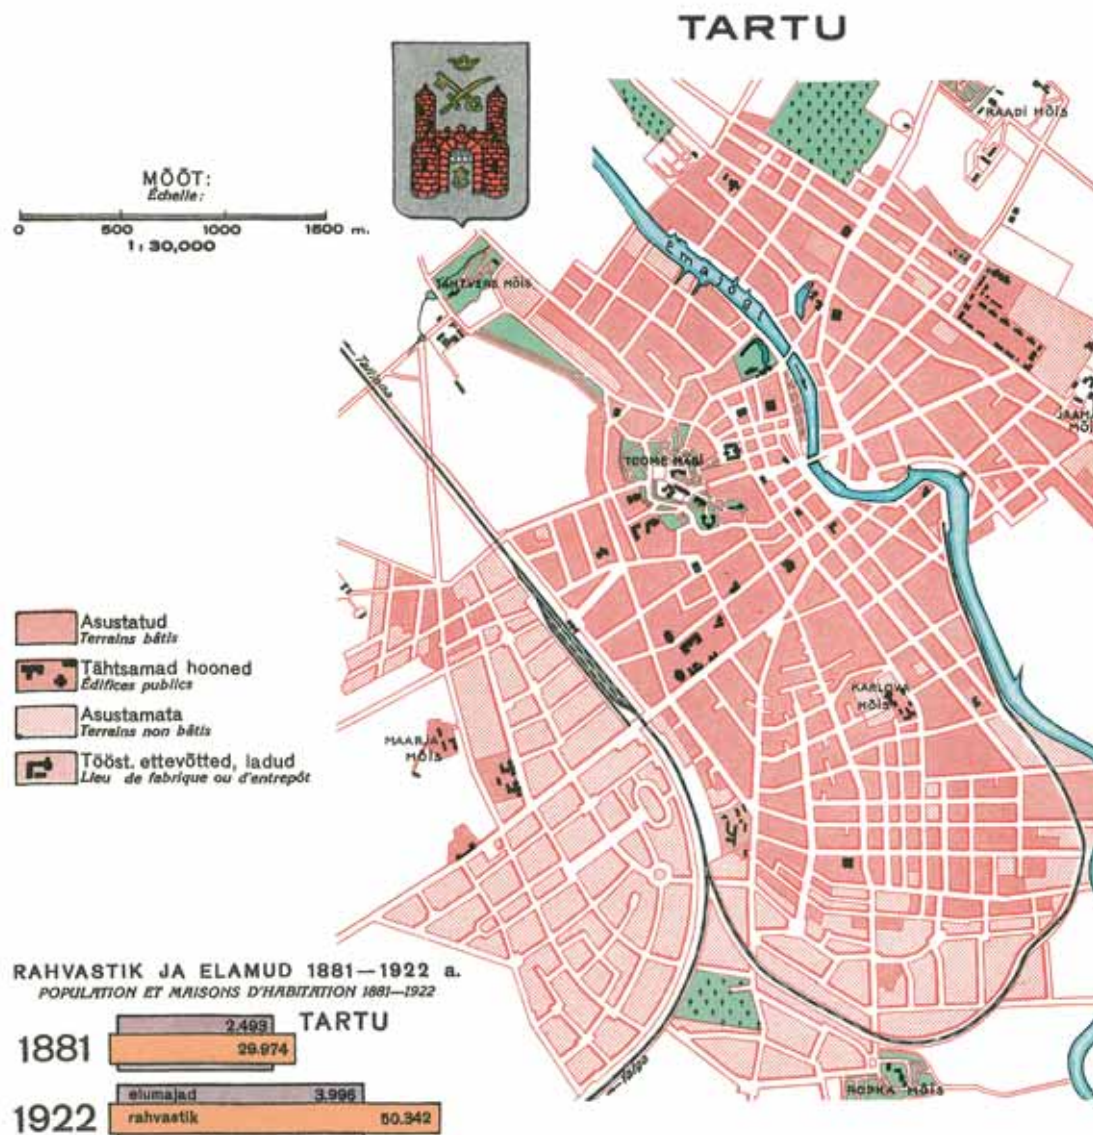 TARTU
MÕÕT:
Échelle:
0 500 1000 1500 m.
1 : 30,000
RAADI MÕIS
Emajõgi
TÄHTVERE MÕIS
Tallinna
TOOME MÄGI
Asustatud
Terrains bâtis
Tähtsamad hooned
Édifices publics
Asustamata
Terrains non bâtis
Tööst. ettevõtted, ladud
Lieu de fabrique ou d'entrepôt
KARLOVA
MÕIS
MAARJA
MÕIS
RAHVASTIK JA ELAMUD 1881—1922 a.
POPULATION ET MAISONS D'HABITATION 1881—1922
TARTU
1881
2.493
29.974
1922
elumajad 3.996
rahvastik 50.342
ROPKA MÕIS